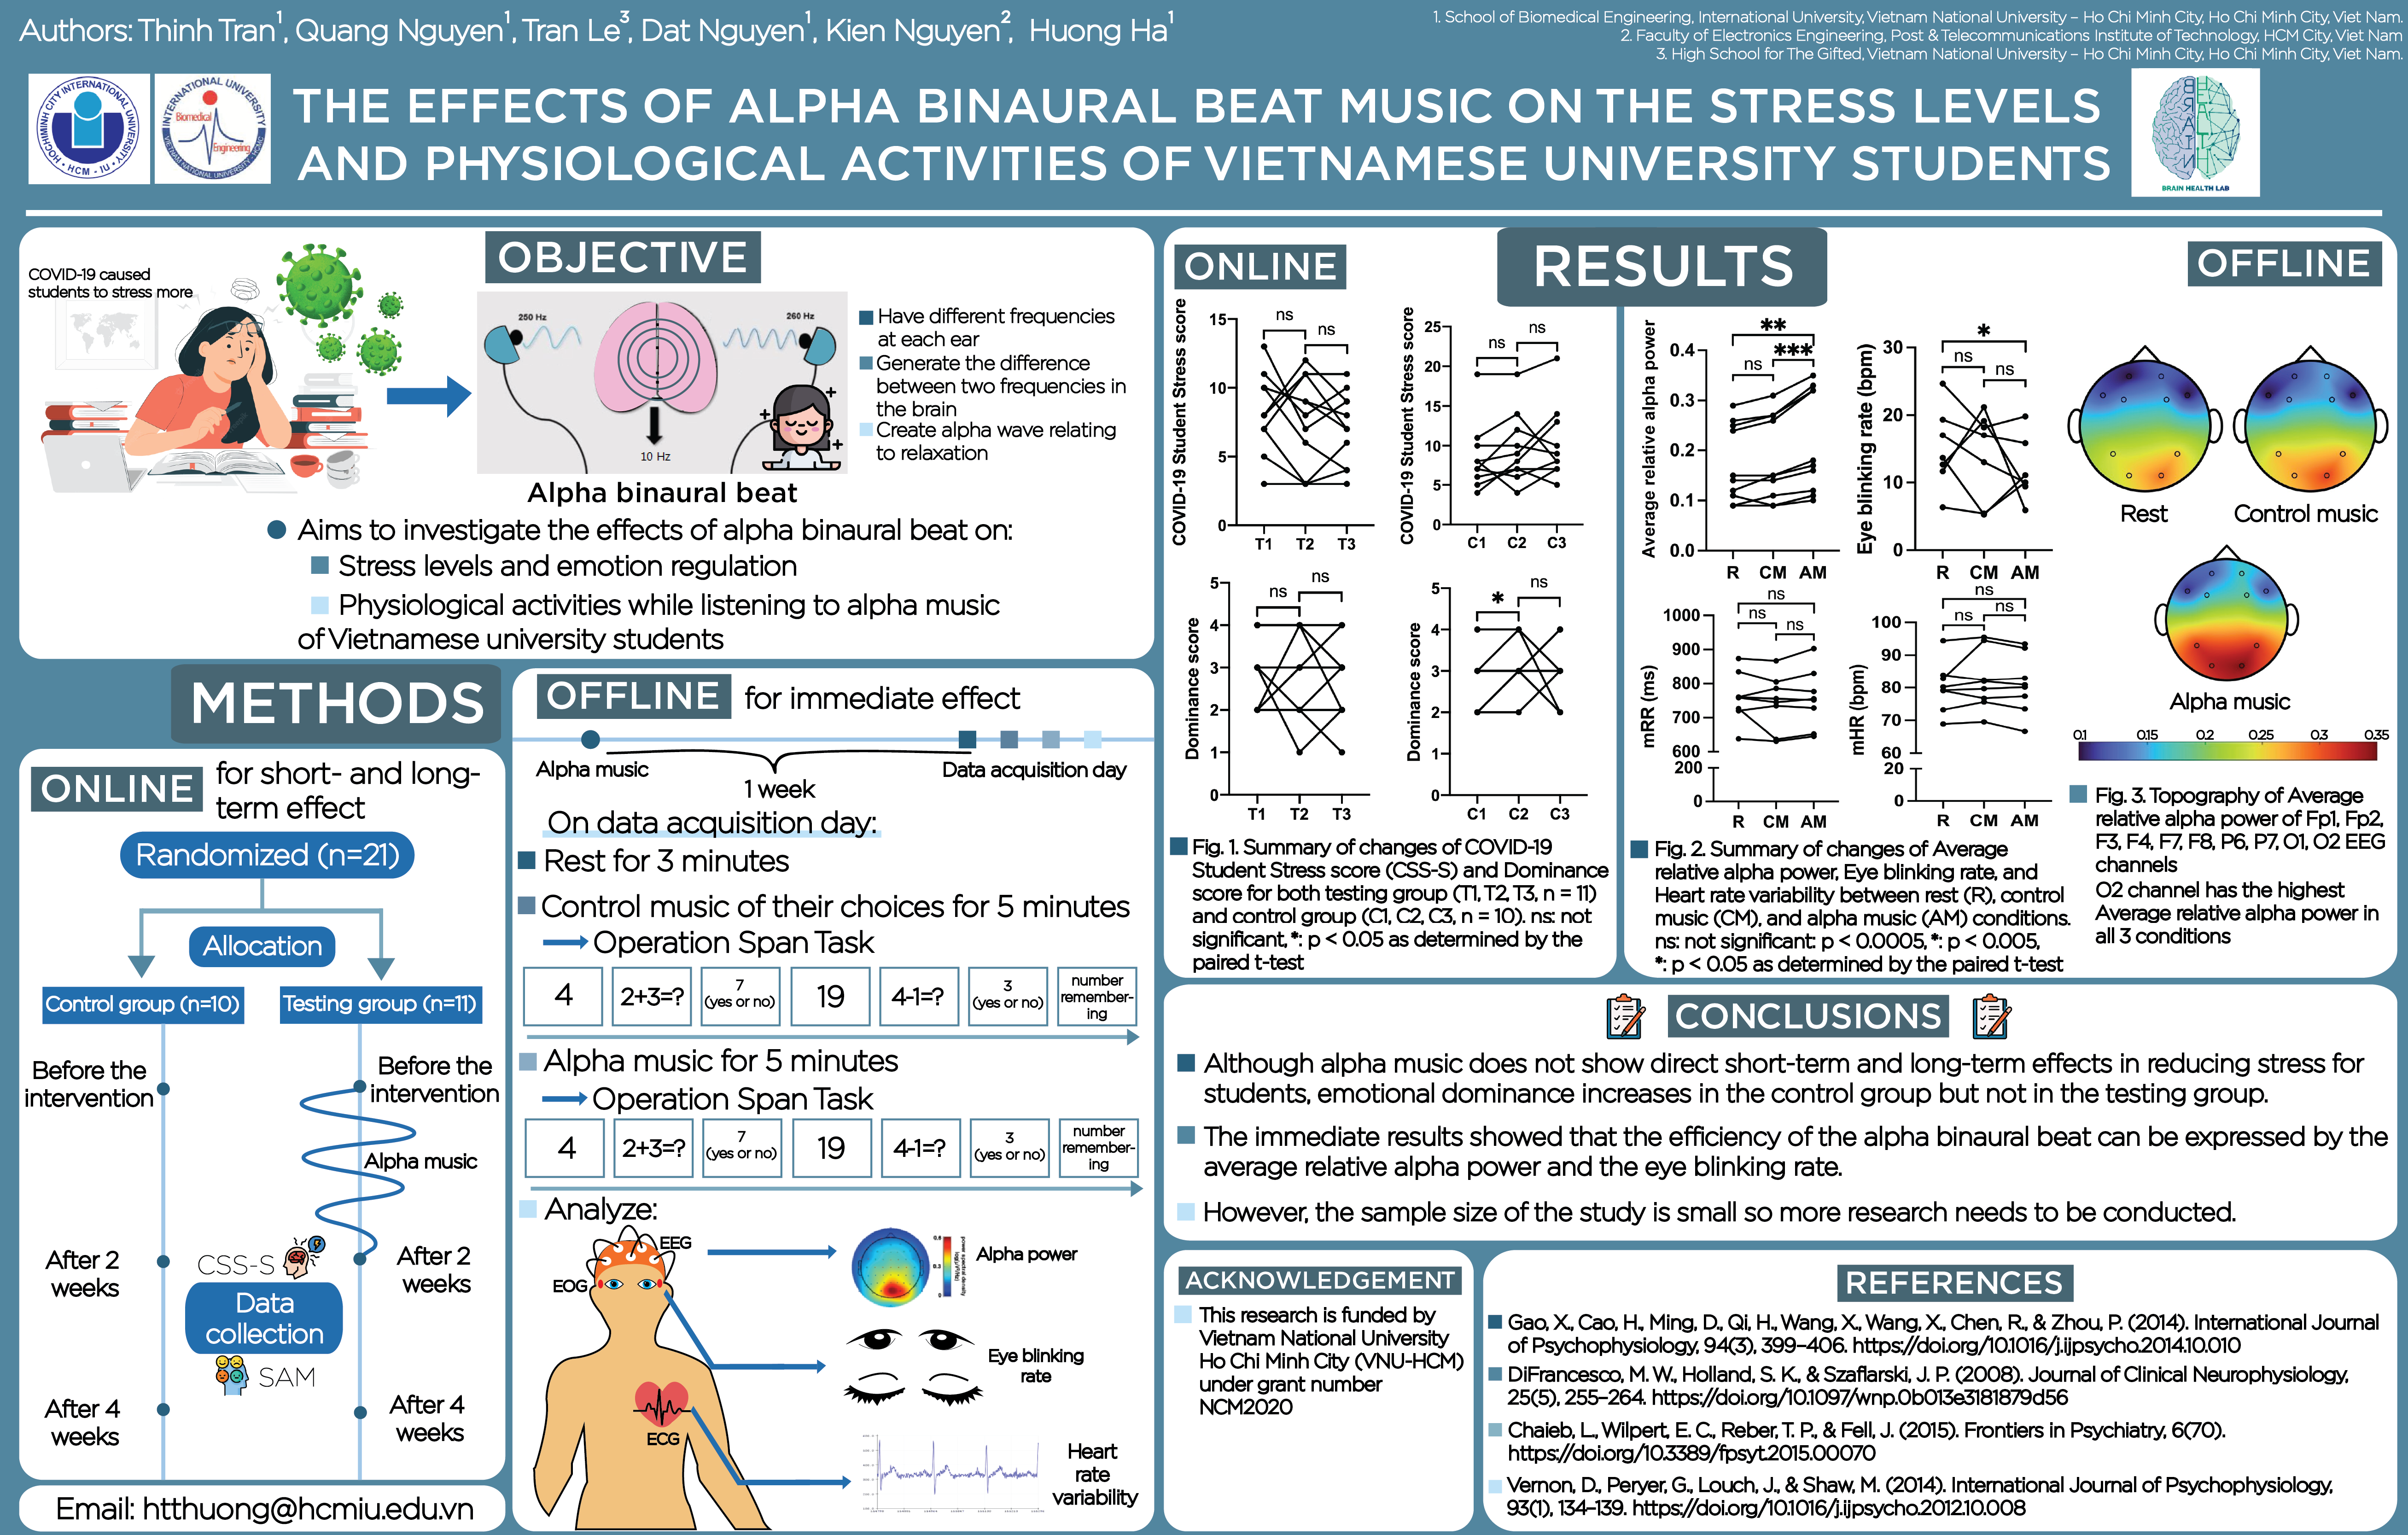 Authors: Thinh Tran1, Quang Nguyen1, Tran Le3, Dat Nguyen1, Kien Nguyen2, Huong Ha1
1. School of Biomedical Engineering, International University, Vietnam National University – Ho Chi Minh City, Ho Chi Minh City, Viet Nam.
2. Faculty of Electronics Engineering, Post & Telecommunications Institute of Technology, HCM City, Viet Nam
3. High School for The Gifted, Vietnam National University – Ho Chi Minh City, Ho Chi Minh City, Viet Nam.
HOCHIMINH CITY INTERNATIONAL UNIVERSITY
HCM - IU
INTERNATIONAL UNIVERSITY
Biomedical
Engineering
THE EFFECTS OF ALPHA BINAURAL BEAT MUSIC ON THE STRESS LEVELS
AND PHYSIOLOGICAL ACTIVITIES OF VIETNAMESE UNIVERSITY STUDENTS
BRAIN HEALTH LAB
OBJECTIVE
COVID-19 caused
students to stress more
250 Hz
260 Hz
10 Hz
Alpha binaural beat
Have different frequencies
at each ear
Generate the difference
between two frequencies in
the brain
Create alpha wave relating
to relaxation
Aims to investigate the effects of alpha binaural beat on:
Stress levels and emotion regulation
Physiological activities while listening to alpha music
of Vietnamese university students
METHODS
ONLINE
for short- and long-
term effect
Randomized (n=21)
Allocation
Control group (n=10)
Testing group (n=11)
Before the
intervention
Before the
intervention
Alpha music
After 2
weeks
CSS-S
After 2
weeks
Data
collection
SAM
After 4
weeks
After 4
weeks
Email: htthuong@hcmiu.edu.vn
OFFLINE
for immediate effect
Alpha music
1 week
Data acquisition day
On data acquisition day:
Rest for 3 minutes
Control music of their choices for 5 minutes
Operation Span Task
4
2+3=?
7
(yes or no)
19
4-1=?
3
(yes or no)
number
remember-
ing
Alpha music for 5 minutes
Operation Span Task
4
2+3=?
7
(yes or no)
19
4-1=?
3
(yes or no)
number
remember-
ing
Analyze:
EEG
EOG
ECG
Alpha power
Eye blinking
rate
Heart
rate
variability
RESULTS
ONLINE
COVID-19 Student Stress score
15
10
5
0
ns
ns
T1 T2 T3
COVID-19 Student Stress score
25
20
15
10
5
0
ns
ns
C1 C2 C3
Dominance score
5
4
3
2
1
0
ns
ns
T1 T2 T3
Dominance score
5
4
3
2
1
0
*
ns
C1 C2 C3
Fig. 1. Summary of changes of COVID-19
Student Stress score (CSS-S) and Dominance
score for both testing group (T1, T2, T3, n = 11)
and control group (C1, C2, C3, n = 10). ns: not
significant, *: p < 0.05 as determined by the
paired t-test
OFFLINE
Average relative alpha power
0.4
0.3
0.2
0.1
0.0
**
***
ns
R CM AM
Eye blinking rate (bpm)
30
20
10
0
*
ns
ns
R CM AM
mRR (ms)
1000
900
800
700
600
200
0
ns
ns
ns
R CM AM
mHR (bpm)
100
90
80
70
60
20
0
ns
ns
ns
R CM AM
Fig. 2. Summary of changes of Average
relative alpha power, Eye blinking rate, and
Heart rate variability between rest (R), control
music (CM), and alpha music (AM) conditions.
ns: not significant: p < 0.0005, *: p < 0.005,
*: p < 0.05 as determined by the paired t-test
Rest
Control music
Alpha music
0.1 0.15 0.2 0.25 0.3 0.35
Fig. 3. Topography of Average
relative alpha power of Fp1, Fp2,
F3, F4, F7, F8, P6, P7, O1, O2 EEG
channels
O2 channel has the highest
Average relative alpha power in
all 3 conditions
CONCLUSIONS
Although alpha music does not show direct short-term and long-term effects in reducing stress for
students, emotional dominance increases in the control group but not in the testing group.
The immediate results showed that the efficiency of the alpha binaural beat can be expressed by the
average relative alpha power and the eye blinking rate.
However, the sample size of the study is small so more research needs to be conducted.
ACKNOWLEDGEMENT
This research is funded by
Vietnam National University
Ho Chi Minh City (VNU-HCM)
under grant number
NCM2020
REFERENCES
Gao, X., Cao, H., Ming, D., Qi, H., Wang, X., Wang, X., Chen, R., & Zhou, P. (2014). International Journal
of Psychophysiology, 94(3), 399–406. https://doi.org/10.1016/j.ijpsycho.2014.10.010
DiFrancesco, M. W., Holland, S. K., & Szaflarski, J. P. (2008). Journal of Clinical Neurophysiology,
25(5), 255–264. https://doi.org/10.1097/wnp.0b013e3181879d56
Chaieb, L., Wilpert, E. C., Reber, T. P., & Fell, J. (2015). Frontiers in Psychiatry, 6(70).
https://doi.org/10.3389/fpsyt.2015.00070
Vernon, D., Peryer, G., Louch, J., & Shaw, M. (2014). International Journal of Psychophysiology,
93(1), 134–139. https://doi.org/10.1016/j.ijpsycho.2012.10.008